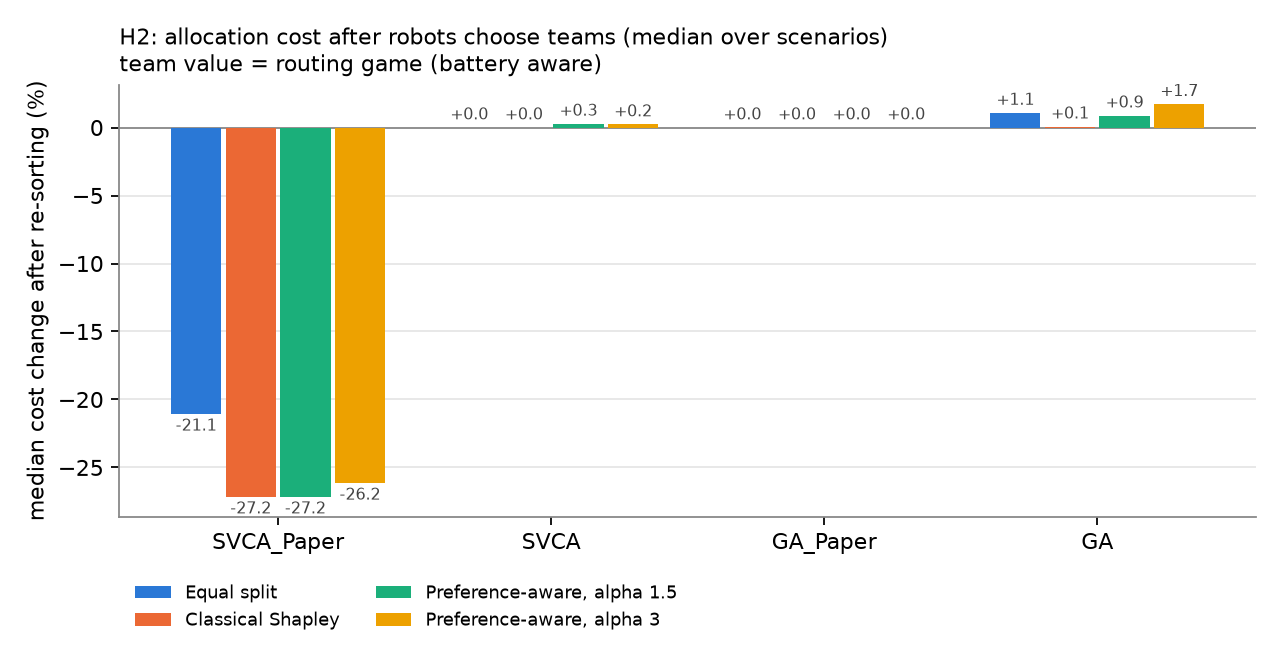 H2: allocation cost after robots choose teams (median over scenarios)
team value = routing game (battery aware)
median cost change after re-sorting (%)
0
−5
−10
−15
−20
−25
-21.1
-27.2
-27.2
-26.2
+0.0
+0.0
+0.3
+0.2
+0.0
+0.0
+0.0
+0.0
+1.1
+0.1
+0.9
+1.7
SVCA_Paper
SVCA
GA_Paper
GA
Equal split
Classical Shapley
Preference-aware, alpha 1.5
Preference-aware, alpha 3